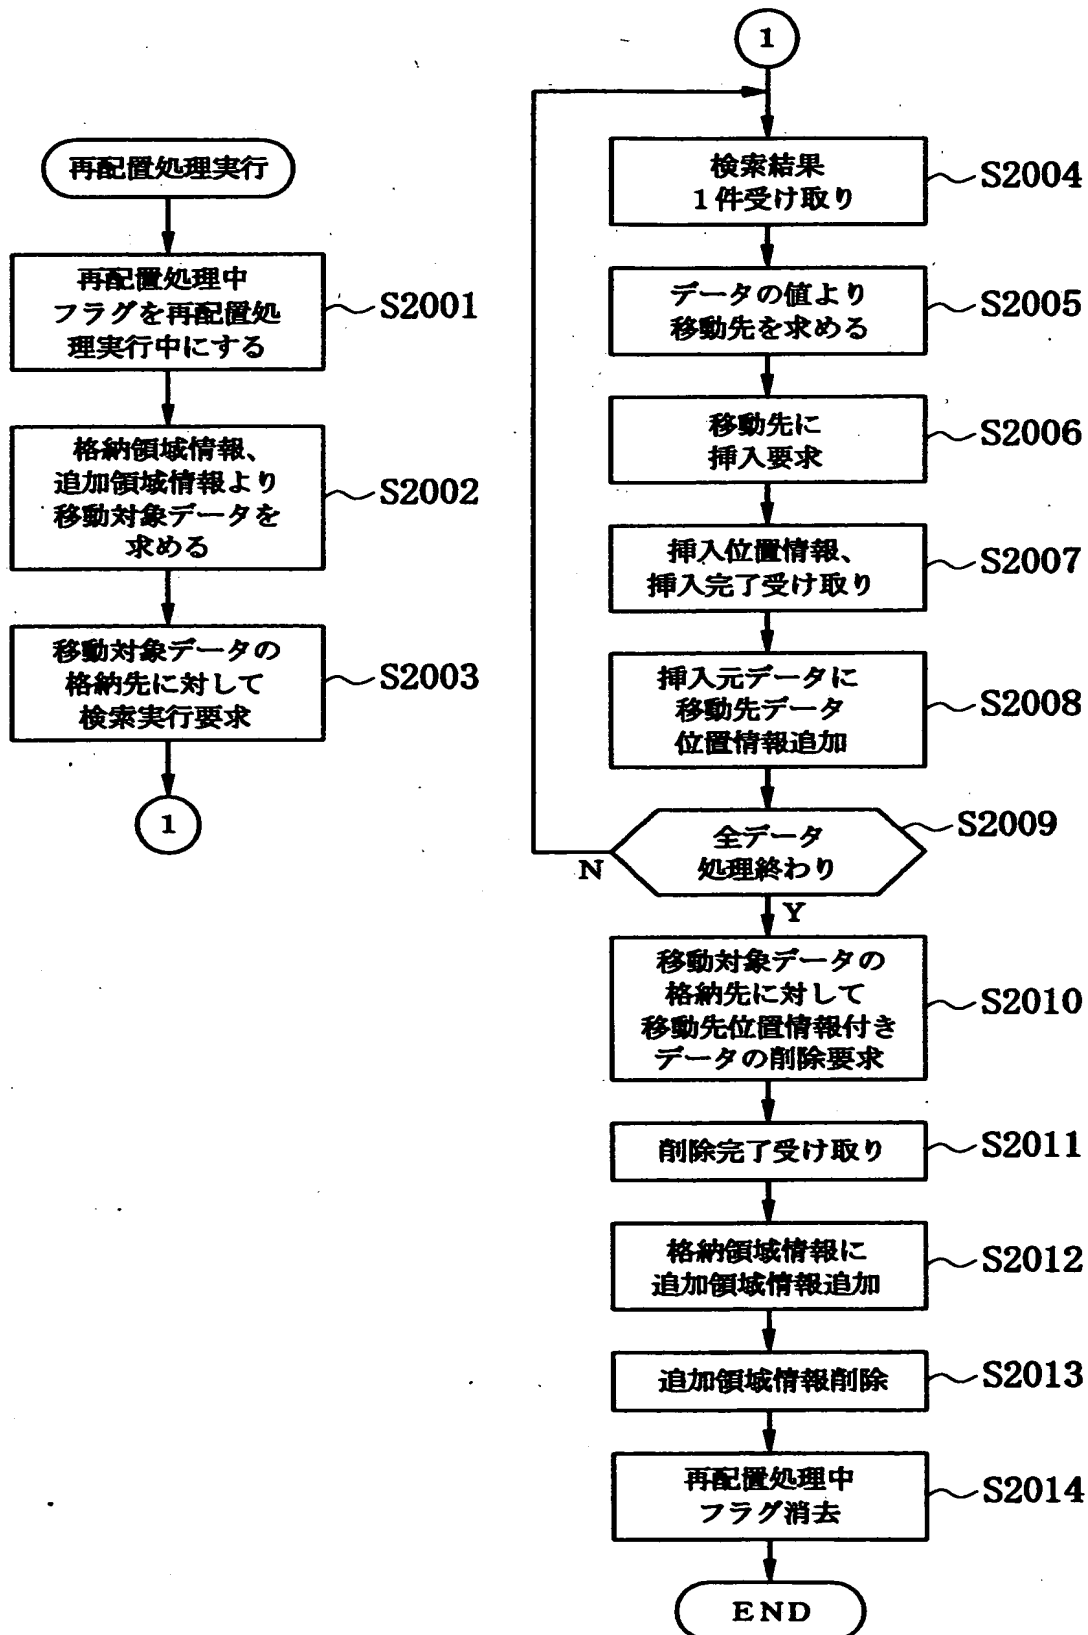 再配置処理実行
再配置処理中
フラグを再配置処
理実行中にする
S2001
格納領域情報、
追加領域情報より
移動対象データを
求める
S2002
移動対象データの
格納先に対して
検索実行要求
S2003
1
1
検索結果
1件受け取り
S2004
データの値より
移動先を求める
S2005
移動先に
挿入要求
S2006
挿入位置情報、
挿入完了受け取り
S2007
挿入元データに
移動先データ
位置情報追加
S2008
全データ
処理終わり
S2009
N
Y
移動対象データの
格納先に対して
移動先位置情報付き
データの削除要求
S2010
削除完了受け取り
S2011
格納領域情報に
追加領域情報追加
S2012
追加領域情報削除
S2013
再配置処理中
フラグ消去
S2014
END